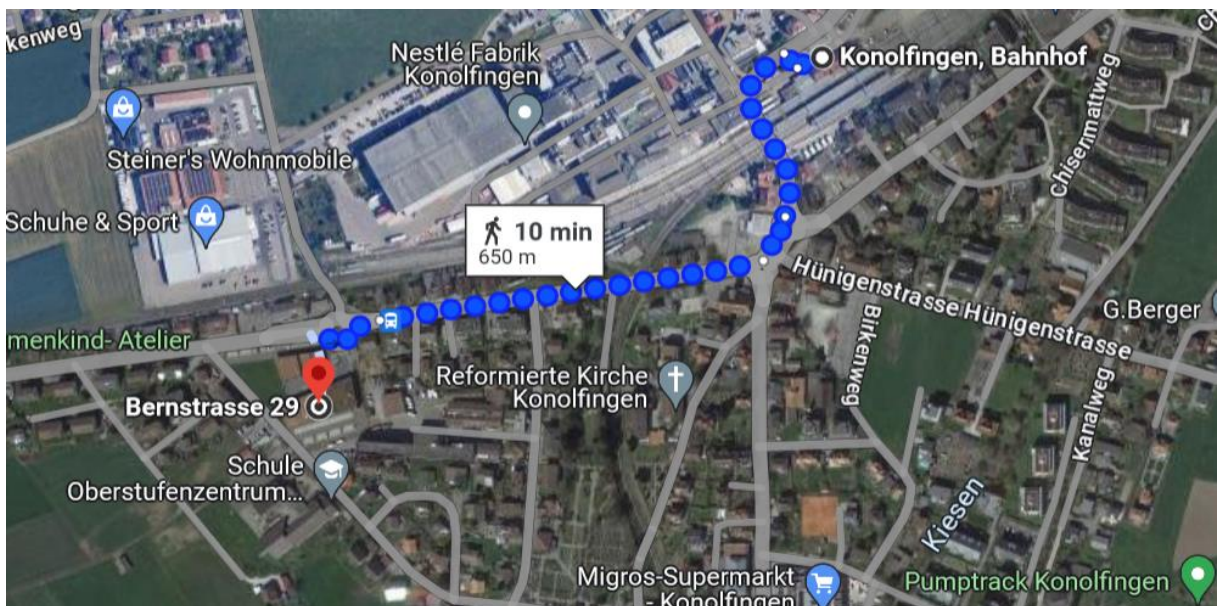 kenweg
Nestlé Fabrik
Konolfingen
Konolfingen, Bahnhof
Chisenmattweg
Steiner's Wohnmobile
Schuhe & Sport
10 min
650 m
Hünigenstrasse Hünigenstrasse
G.Berger
menkind- Atelier
Birkenweg
Reformierte Kirche
Konolfingen
Kanalweg
Bernstrasse 29
Schule
Oberstufenzentrum...
Kiesen
Migros-Supermarkt
- Konolfingen
Pumptrack Konolfingen